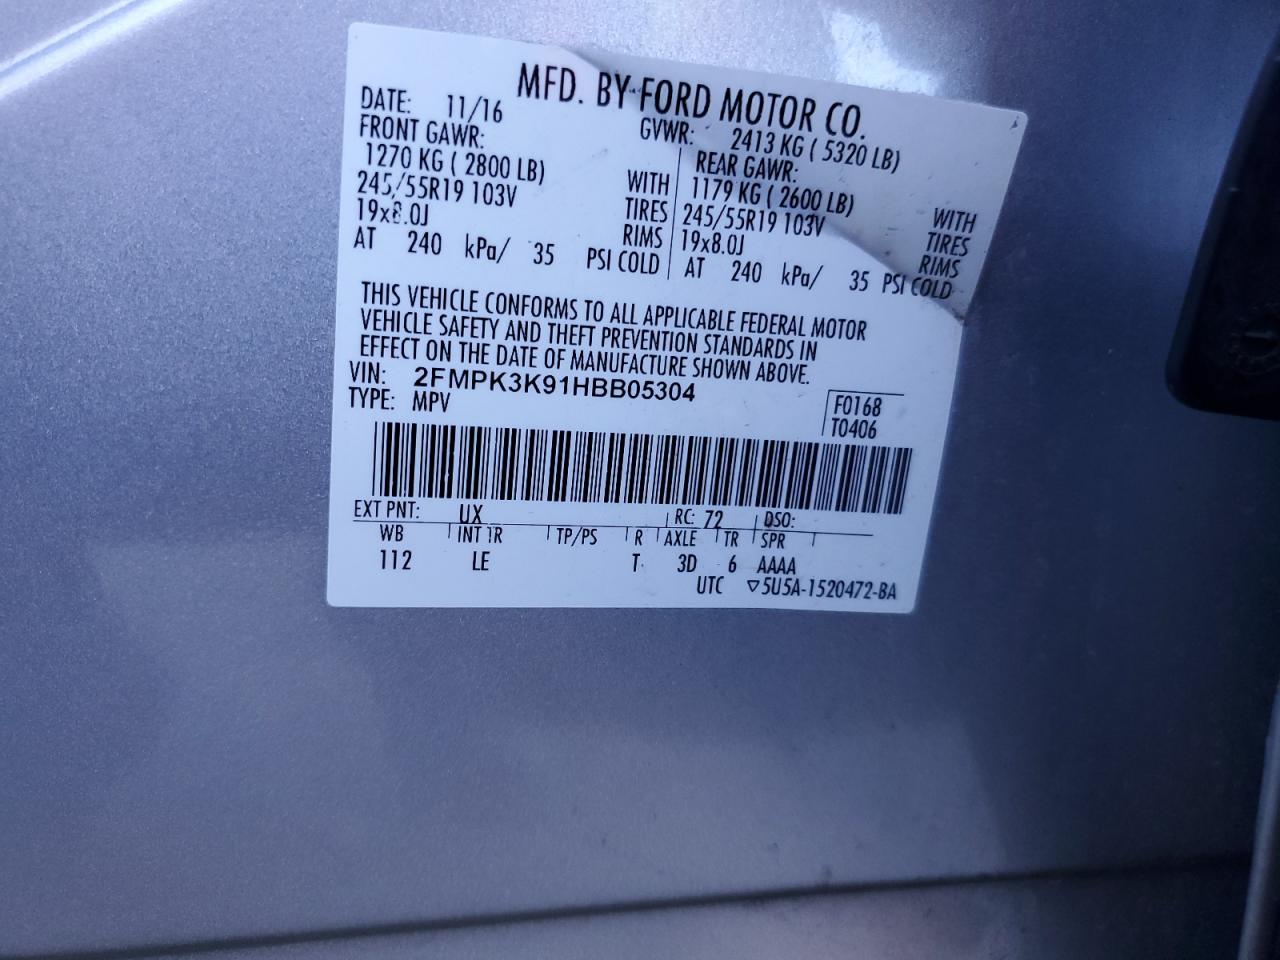 MFD. BY FORD MOTOR CO.
DATE: 11/16
GVWR: 2413 KG ( 5320 LB)
FRONT GAWR:
1270 KG ( 2800 LB) WITH
245/55R19 103V TIRES
19x8.0J RIMS
AT 240 kPa/ 35 PSI COLD
REAR GAWR:
1179 KG ( 2600 LB) WITH
245/55R19 103V TIRES
19x8.0J RIMS
AT 240 kPa/ 35 PSI COLD
THIS VEHICLE CONFORMS TO ALL APPLICABLE FEDERAL MOTOR
VEHICLE SAFETY AND THEFT PREVENTION STANDARDS IN
EFFECT ON THE DATE OF MANUFACTURE SHOWN ABOVE.
VIN: 2FMPK3K91HBB05304
TYPE: MPV
F0168
T0406
EXT PNT: UX RC: 72 DSO:
WB INT TR TP/PS R AXLE TR SPR
112 LE T 3D 6 AAAA
UTC ▽5U5A-1520472-BA